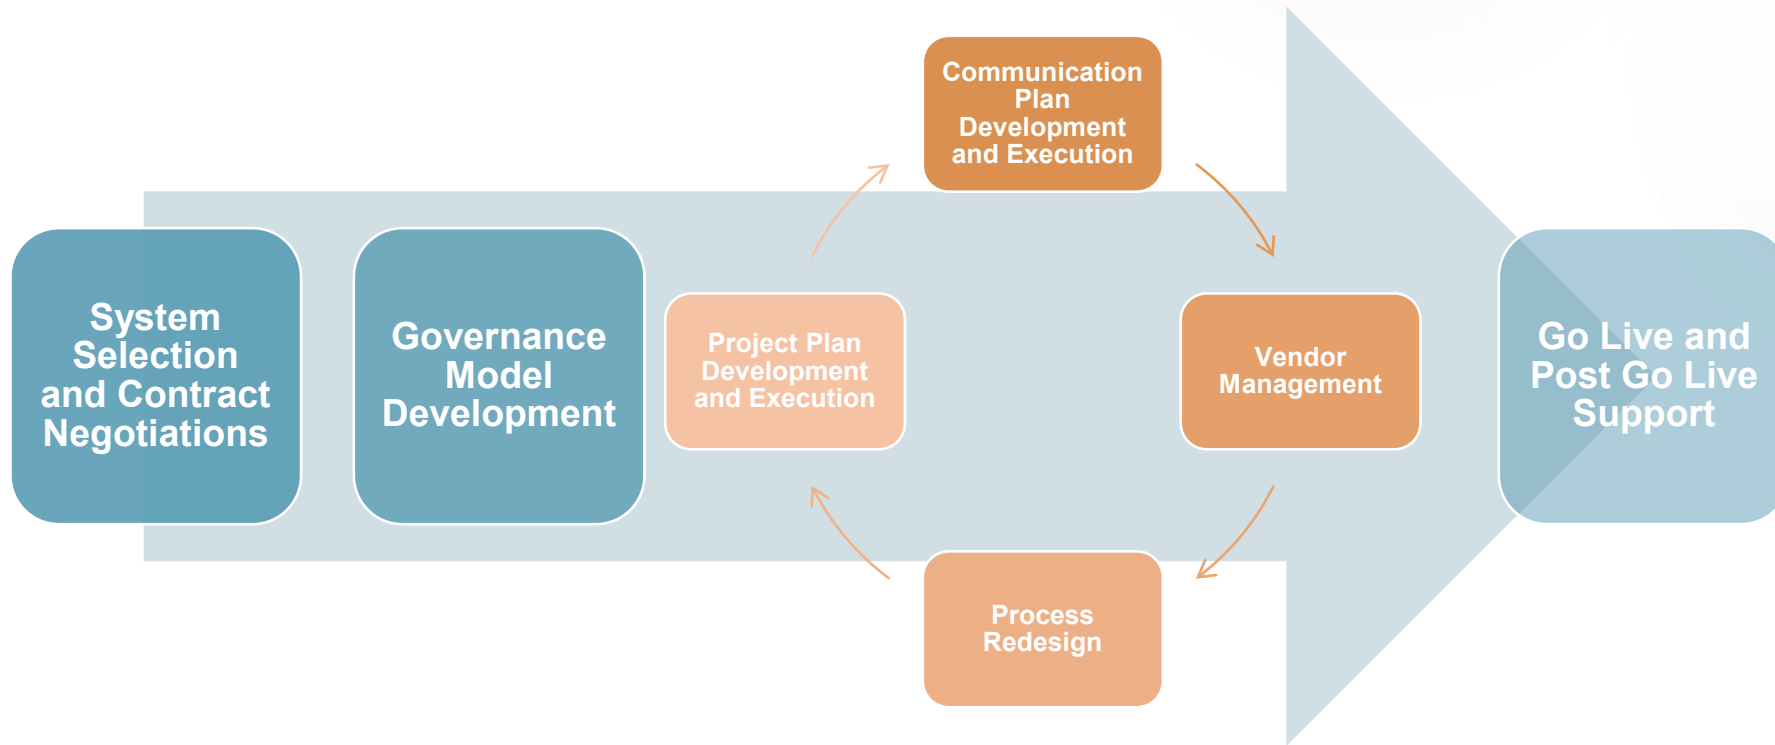 System
Selection
and Contract
Negotiations
Governance
Model
Development
Project Plan
Development
and Execution
Communication
Plan
Development
and Execution
Vendor
Management
Process
Redesign
Go Live and
Post Go Live
Support